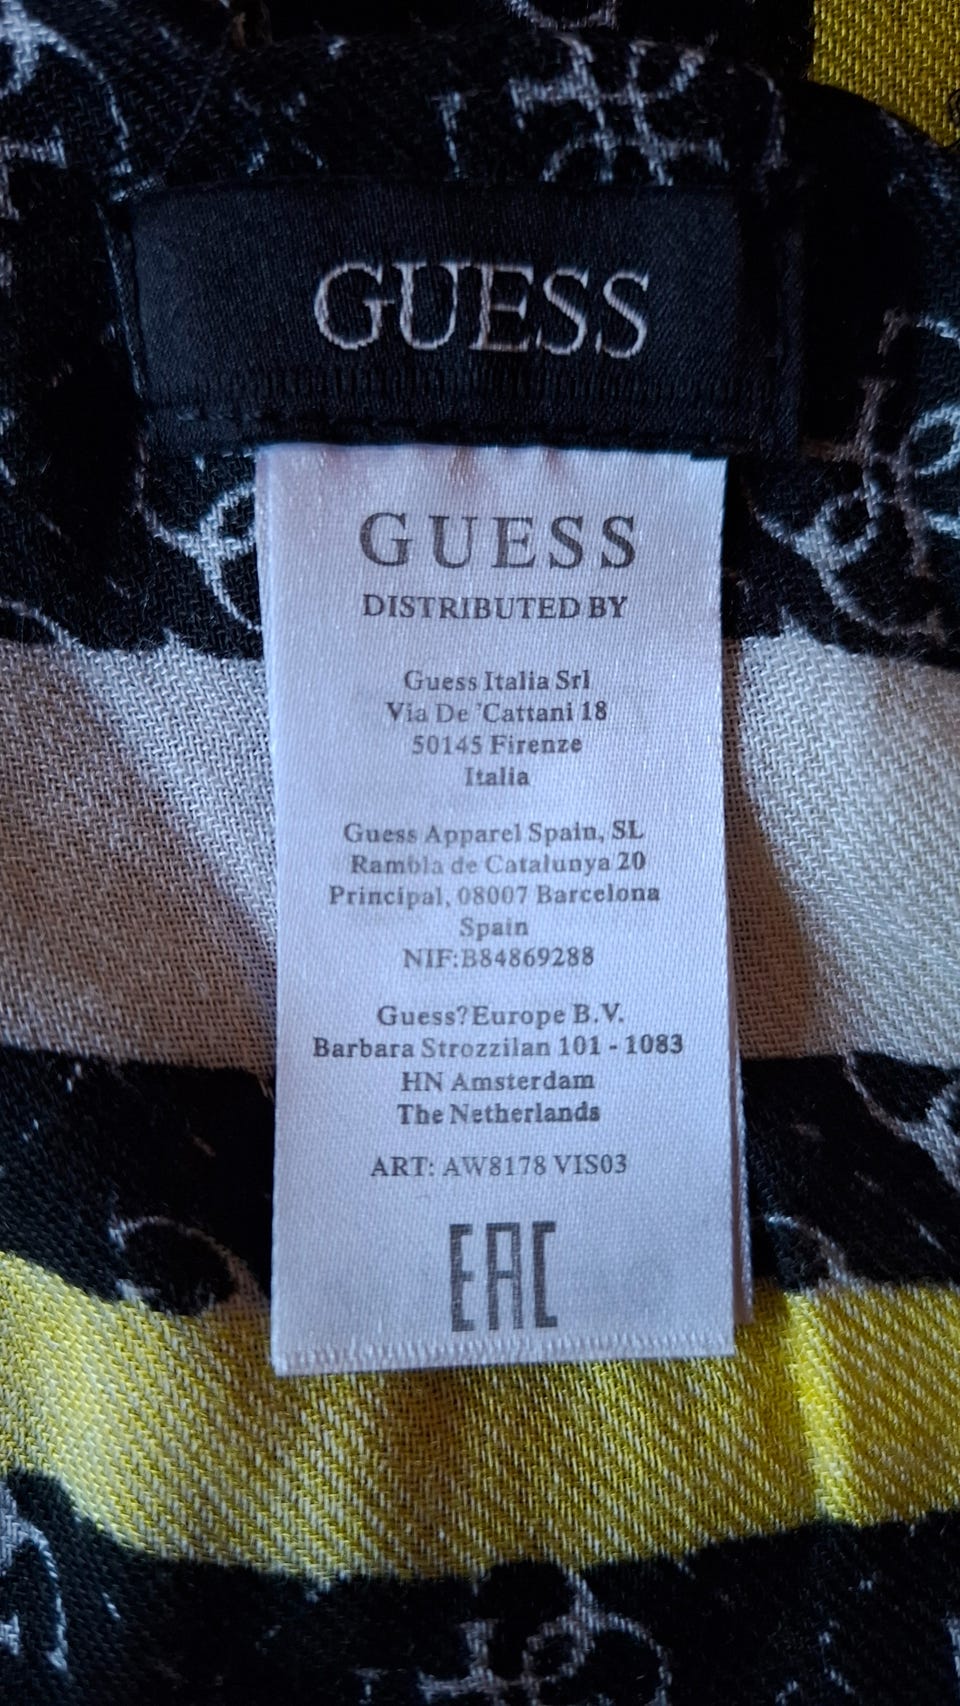 GUESS
GUESS
DISTRIBUTED BY
Guess Italia Srl
Via De 'Cattani 18
50145 Firenze
Italia
Guess Apparel Spain, SL
Rambla de Catalunya 20
Principal, 08007 Barcelona
Spain
NIF:B84869288
Guess?Europe B.V.
Barbara Strozzilan 101 - 1083
HN Amsterdam
The Netherlands
ART: AW8178 VIS03
EAC